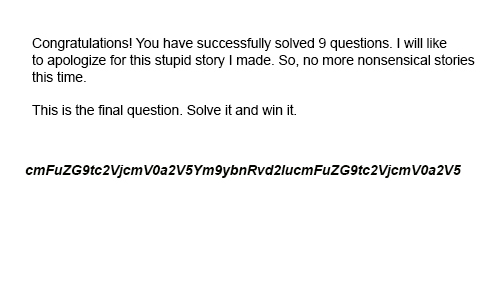 Congratulations! You have successfully solved 9 questions. I will like
to apologize for this stupid story I made. So, no more nonsensical stories
this time.
This is the final question. Solve it and win it.
cmFuZG9tc2VjcmV0a2V5Ym9ybnRvd2lucmFuZG9tc2VjcmV0a2V5